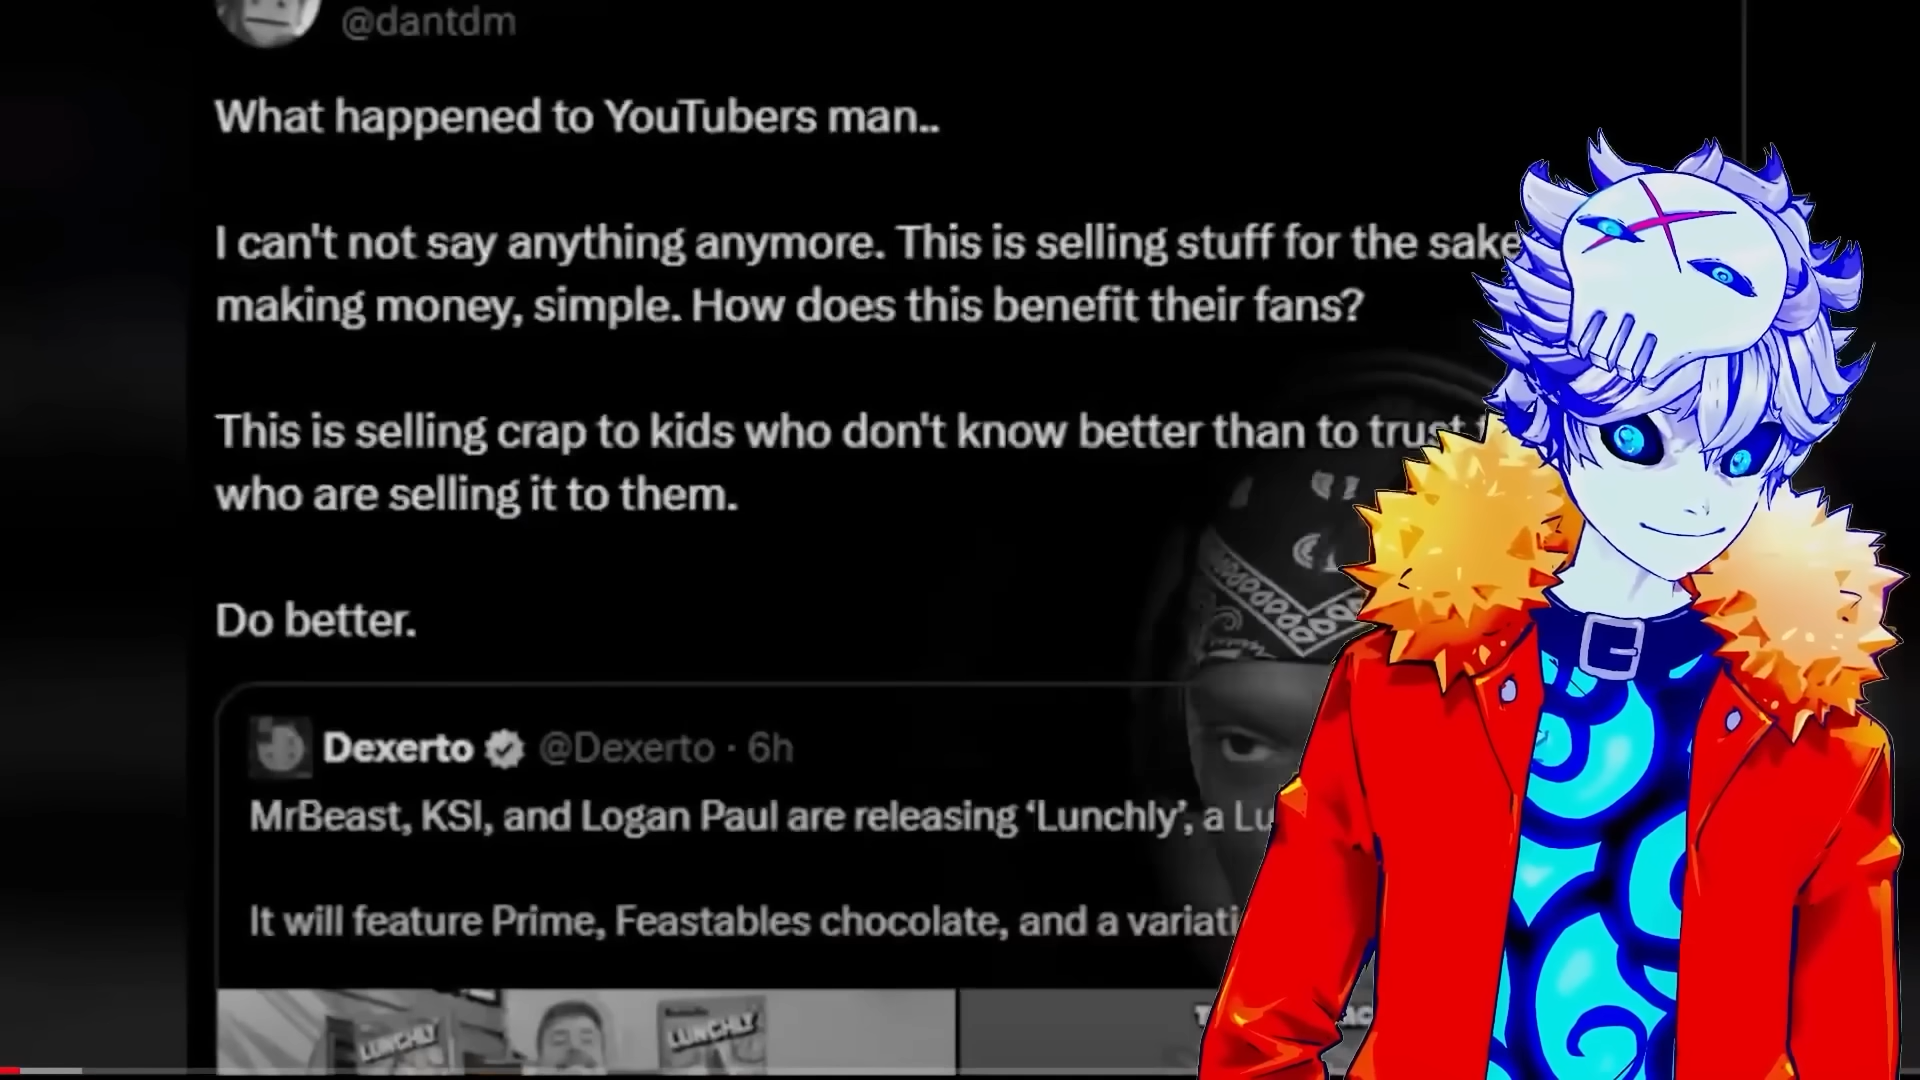 @dantdm
What happened to YouTubers man..
I can't not say anything anymore. This is selling stuff for the sake
making money, simple. How does this benefit their fans?
This is selling crap to kids who don't know better than to trust
who are selling it to them.
Do better.
Dexerto @Dexerto · 6h
MrBeast, KSI, and Logan Paul are releasing ‘Lunchly’, a Lu
It will feature Prime, Feastables chocolate, and a variati
LUNCHLY LUNCHLY